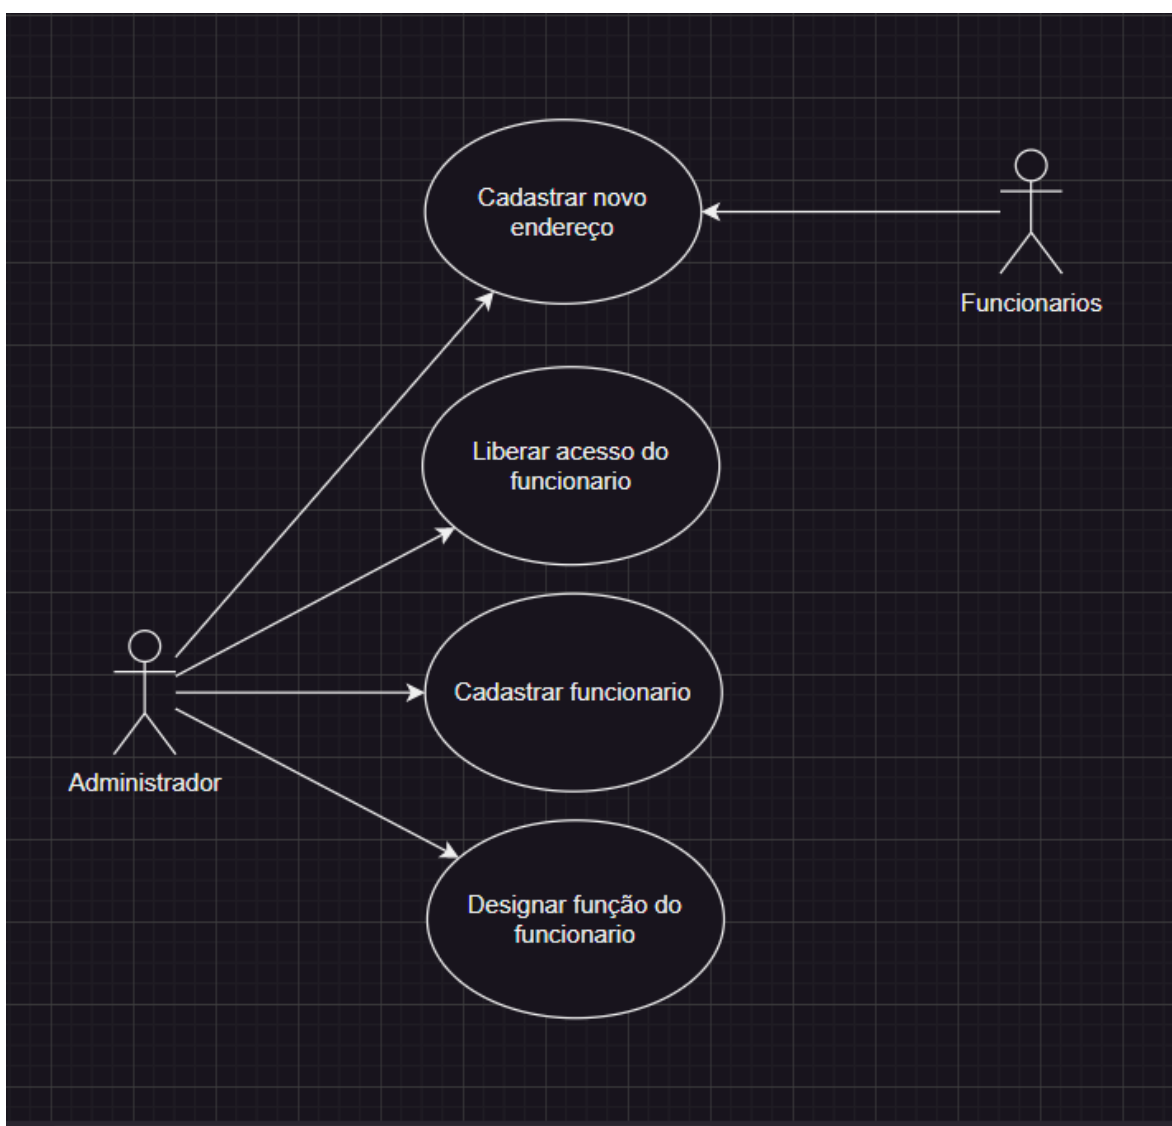 Cadastrar novo
endereço
Funcionarios
Liberar acesso do
funcionario
Cadastrar funcionario
Administrador
Designar função do
funcionario